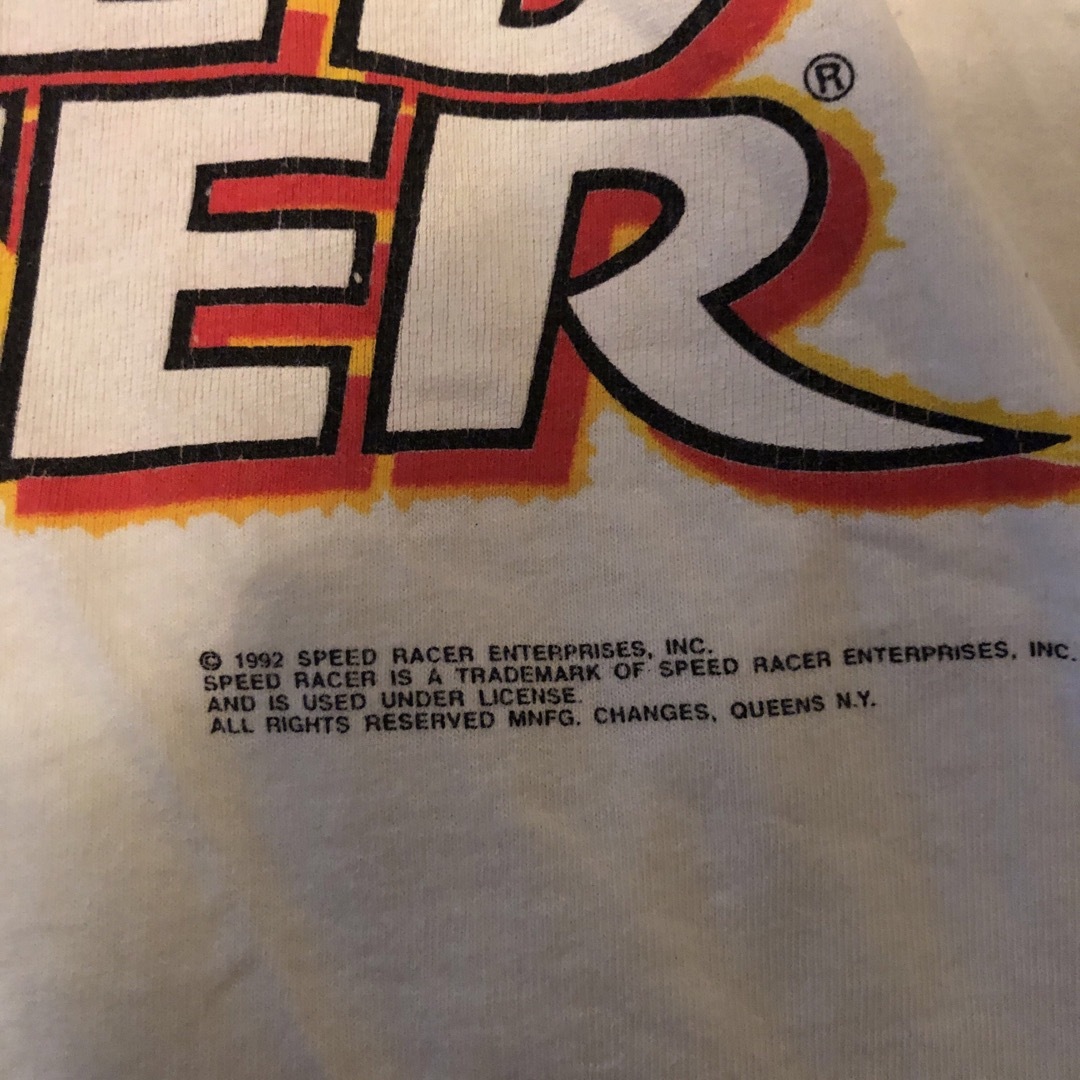 ED
ER ®
© 1992 SPEED RACER ENTERPRISES, INC.
SPEED RACER IS A TRADEMARK OF SPEED RACER ENTERPRISES, INC.
AND IS USED UNDER LICENSE.
ALL RIGHTS RESERVED MNFG. CHANGES, QUEENS N.Y.